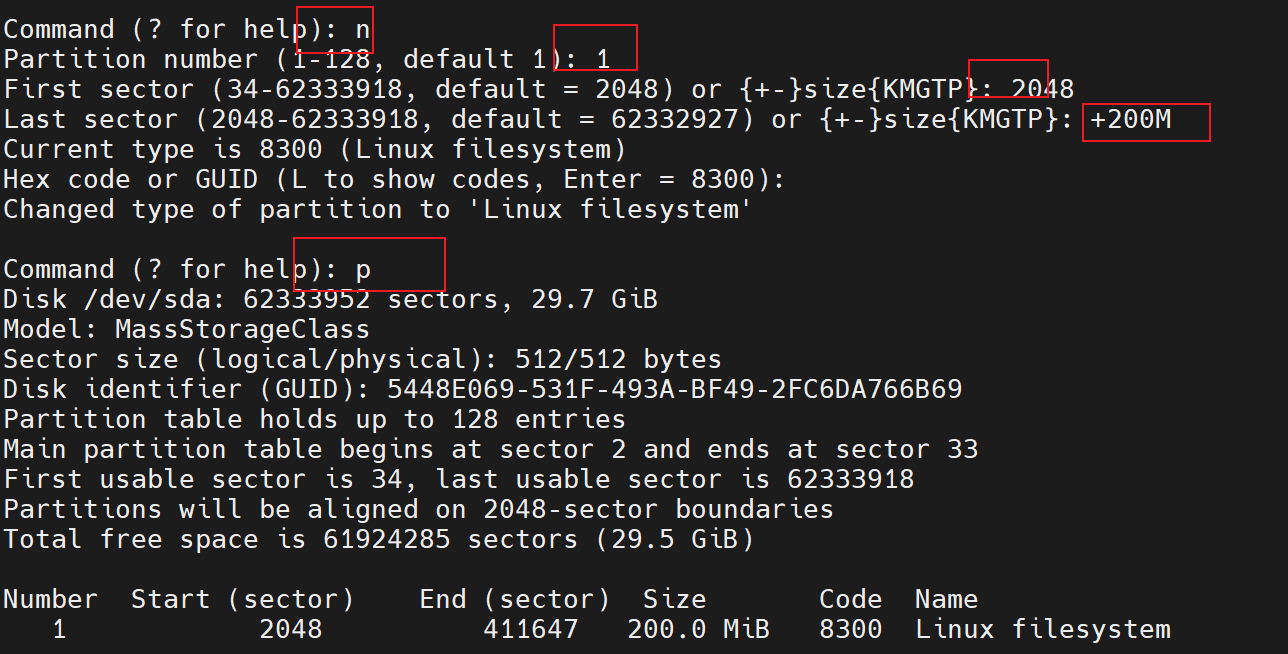 Command (? for help): n
Partition number (1-128, default 1): 1
First sector (34-62333918, default = 2048) or {+-}size{KMGTP}: 2048
Last sector (2048-62333918, default = 62332927) or {+-}size{KMGTP}: +200M
Current type is 8300 (Linux filesystem)
Hex code or GUID (L to show codes, Enter = 8300):
Changed type of partition to 'Linux filesystem'
Command (? for help): p
Disk /dev/sda: 62333952 sectors, 29.7 GiB
Model: MassStorageClass
Sector size (logical/physical): 512/512 bytes
Disk identifier (GUID): 5448E069-531F-493A-BF49-2FC6DA766B69
Partition table holds up to 128 entries
Main partition table begins at sector 2 and ends at sector 33
First usable sector is 34, last usable sector is 62333918
Partitions will be aligned on 2048-sector boundaries
Total free space is 61924285 sectors (29.5 GiB)
Number  Start (sector)    End (sector)  Size       Code  Name
   1            2048          411647   200.0 MiB   8300  Linux filesystem